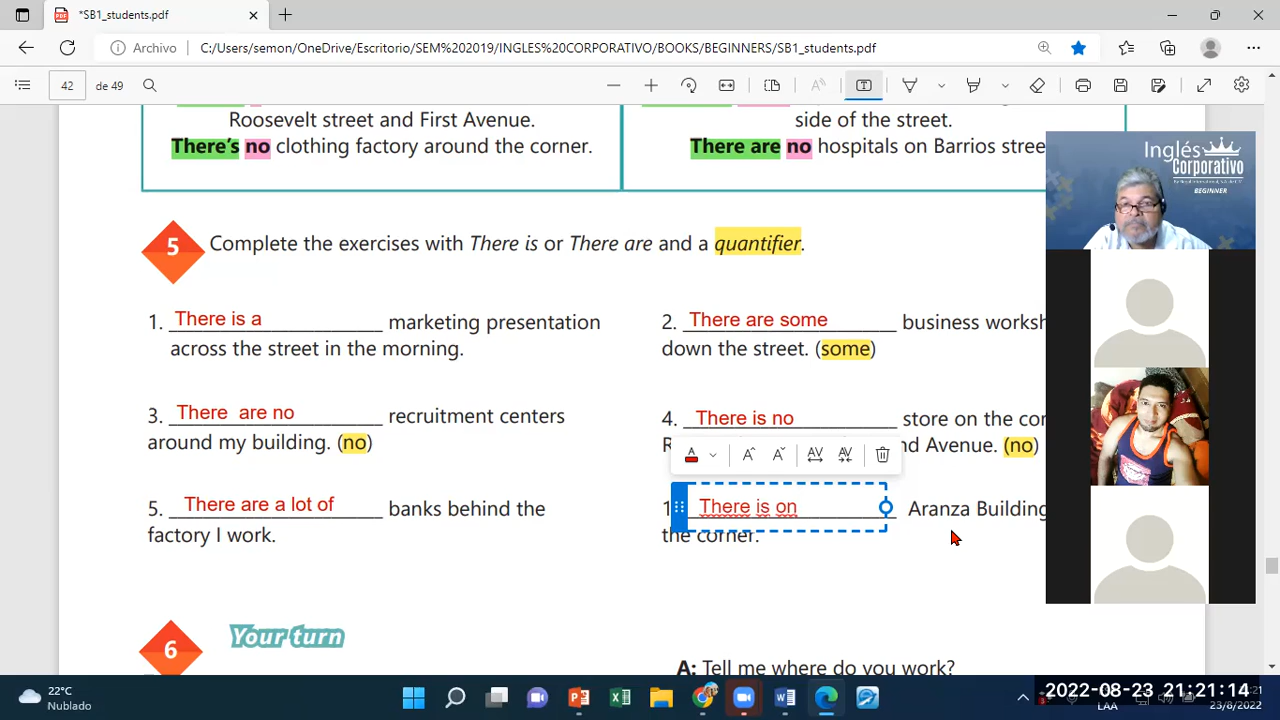 *SB1_students.pdf
Archivo C:/Users/semon/OneDrive/Escritorio/SEM%202019/INGLES%20CORPORATIVO/BOOKS/BEGINNERS/SB1_students.pdf
42 de 49
Roosevelt street and First Avenue.
There's no clothing factory around the corner.
side of the street.
There are no hospitals on Barrios stree
Inglés
Corporativo
BEGINNER
5 Complete the exercises with There is or There are and a quantifier.
1. There is a marketing presentation
across the street in the morning.
2. There are some business worksh
down the street. (some)
3. There are no recruitment centers
around my building. (no)
4. There is no store on the cor
nd Avenue. (no)
5. There are a lot of banks behind the
factory I work.
1 There is on Aranza Building
the corner.
6 Your turn
A: Tell me where do you work?
22°C
Nublado
LAA
2022-08-23 21:21:14
23/8/2022